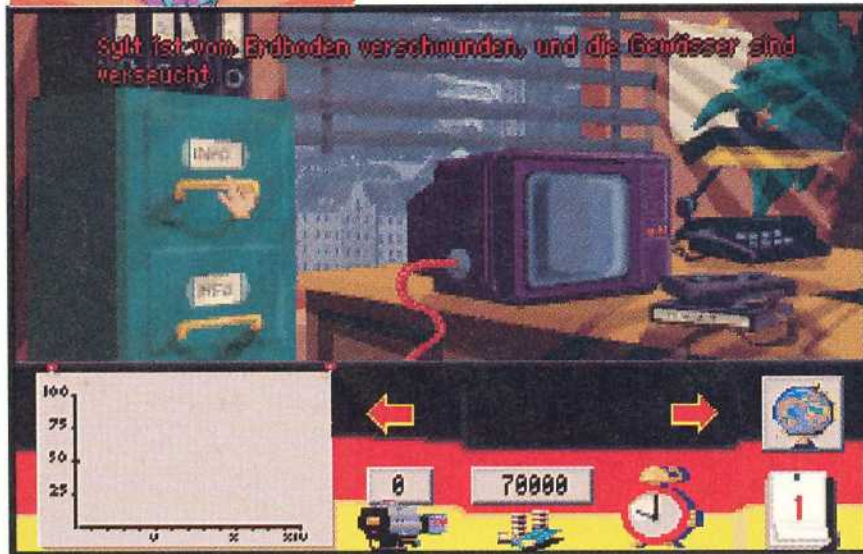 Sylt ist vom Erdboden verschwunden, und die Gewässer sind
verseucht.
INFO
INFO
100
75
50
25
V X XIV
0
70000
1